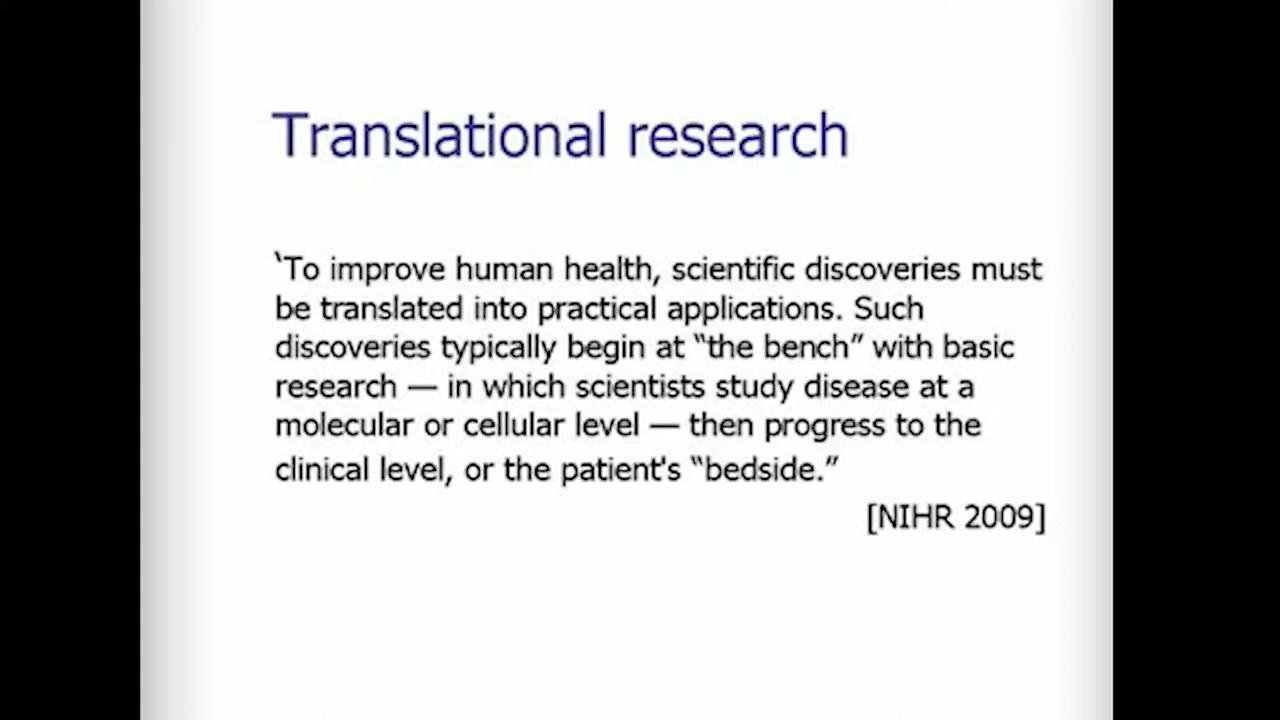 Translational research
‘To improve human health, scientific discoveries must
be translated into practical applications. Such
discoveries typically begin at “the bench” with basic
research — in which scientists study disease at a
molecular or cellular level — then progress to the
clinical level, or the patient's “bedside.”
[NIHR 2009]